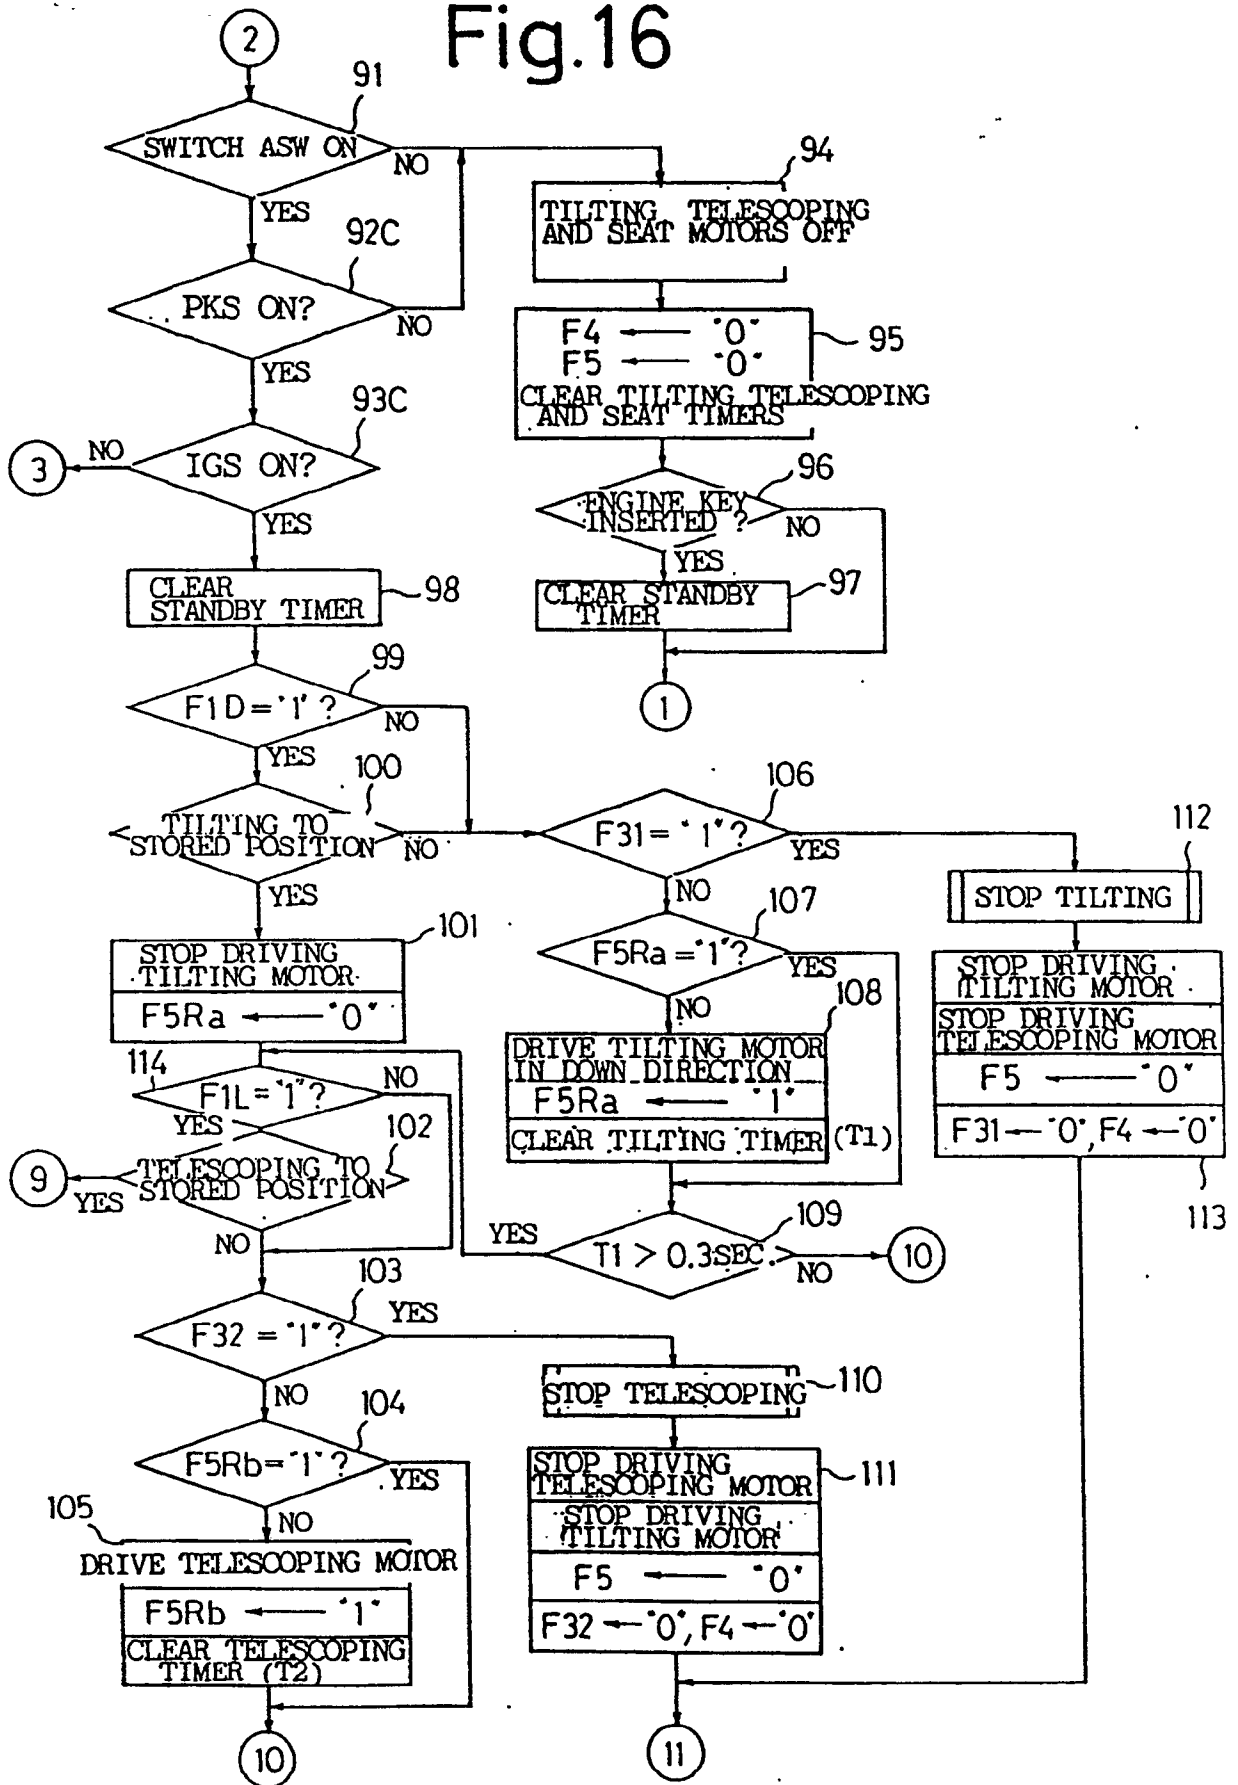 Fig.16
2
91
SWITCH ASW ON
NO
YES
92C
PKS ON?
NO
YES
93C
IGS ON?
NO
3
YES
94
TILTING TELESCOPING
AND SEAT MOTORS OFF
95
F4 ← "0"
F5 ← "0"
CLEAR TILTING TELESCOPING
AND SEAT TIMERS
96
ENGINE KEY
INSERTED ?
NO
YES
97
CLEAR STANDBY
TIMER
1
98
CLEAR
STANDBY TIMER
99
F1D="1"?
NO
YES
100
TILTING TO
STORED POSITION
NO
YES
101
STOP DRIVING
TILTING MOTOR
F5Ra ← "0"
114
F1L="1"?
NO
YES
102
TELESCOPING TO
STORED POSITION
9
YES
NO
103
F32 = "1"?
YES
NO
104
F5Rb="1"?
YES
NO
105
DRIVE TELESCOPING MOTOR
F5Rb ← "1"
CLEAR TELESCOPING
TIMER (T2)
10
106
F31= "1"?
YES
NO
107
F5Ra="1"?
YES
NO
108
DRIVE TILTING MOTOR
IN DOWN DIRECTION
F5Ra ← "1"
CLEAR TILTING TIMER (T1)
109
T1 > 0.3SEC.
YES
NO
10
110
STOP TELESCOPING
111
STOP DRIVING
TELESCOPING MOTOR
STOP DRIVING
TILTING MOTOR
F5 ← "0"
F32 ← "0", F4 ← "0"
11
112
STOP TILTING
STOP DRIVING
TILTING MOTOR
STOP DRIVING
TELESCOPING MOTOR
F5 ← "0"
F31 ← "0", F4 ← "0"
113